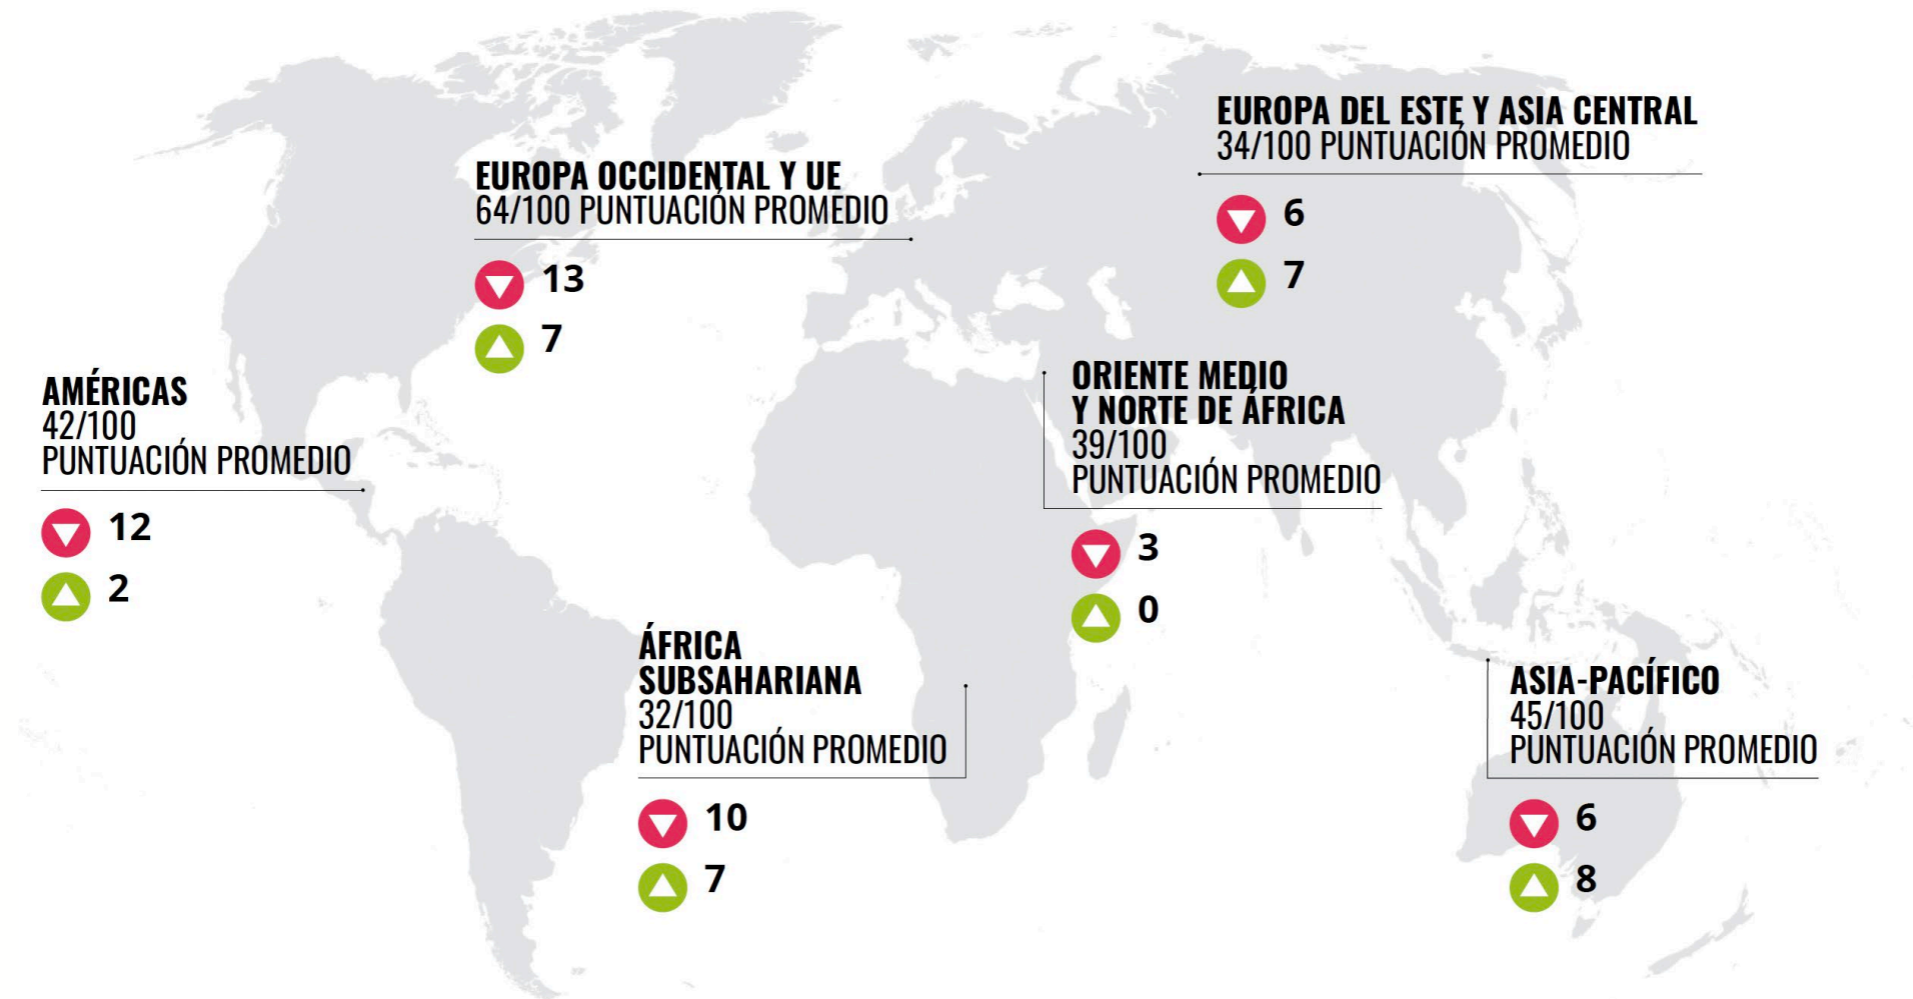 EUROPA DEL ESTE Y ASIA CENTRAL
34/100 PUNTUACIÓN PROMEDIO
6
7
EUROPA OCCIDENTAL Y UE
64/100 PUNTUACIÓN PROMEDIO
13
7
AMÉRICAS
42/100
PUNTUACIÓN PROMEDIO
12
2
ORIENTE MEDIO
Y NORTE DE ÁFRICA
39/100
PUNTUACIÓN PROMEDIO
3
0
ÁFRICA
SUBSAHARIANA
32/100
PUNTUACIÓN PROMEDIO
10
7
ASIA-PACÍFICO
45/100
PUNTUACIÓN PROMEDIO
6
8